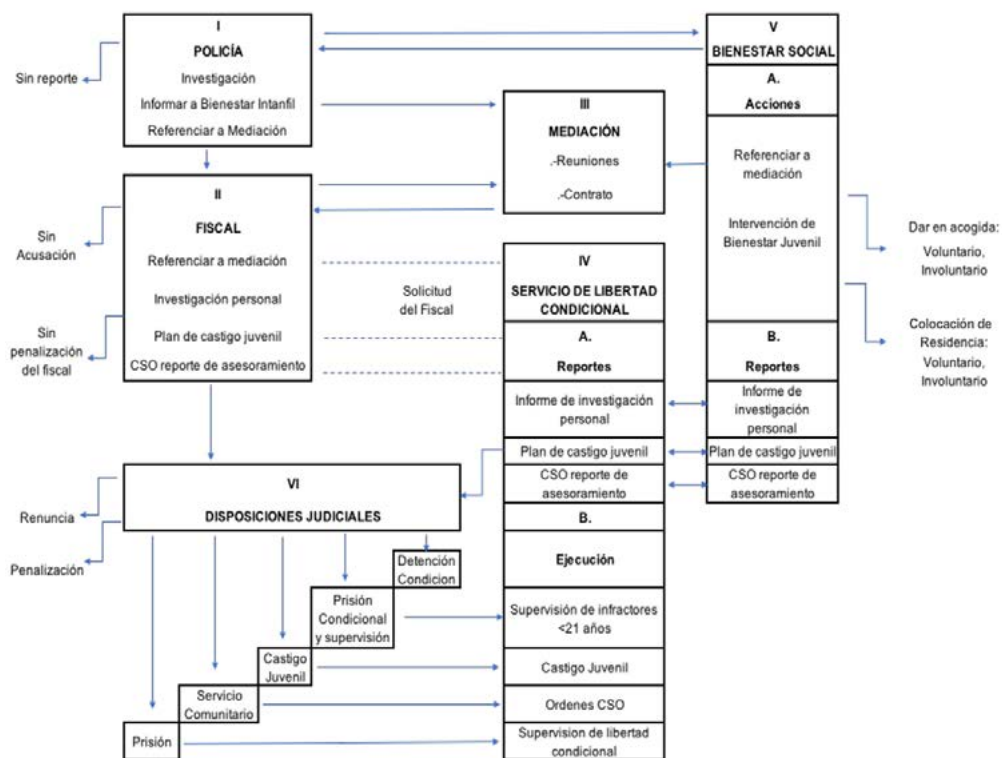 I
POLICÍA
Investigación
Informar a Bienestar Intanfil
Referenciar a Mediación
Sin reporte
II
FISCAL
Referenciar a mediación
Investigación personal
Plan de castigo juvenil
CSO reporte de asesoramiento
Sin
Acusación
Sin
penalización
del fiscal
Solicitud
del Fiscal
III
MEDIACIÓN
.-Reuniones
.-Contrato
IV
SERVICIO DE LIBERTAD
CONDICIONAL
A.
Reportes
Informe de investigación
personal
Plan de castigo juvenil
CSO reporte de
asesoramiento
B.
Ejecución
Supervisión de infractores
<21 años
Castigo Juvenil
Ordenes CSO
Supervision de libertad
condicional
V
BIENESTAR SOCIAL
A.
Acciones
Referenciar a
mediación
Intervención de
Bienestar Juvenil
B.
Reportes
Informe de
investigación
personal
Plan de castigo juvenil
CSO reporte de
asesoramiento
Dar en acogida:
Voluntario,
Involuntario
Colocación de
Residencia:
Voluntario,
Involuntario
VI
DISPOSICIONES JUDICIALES
Renuncia
Penalización
Detención
Condicion
Prisión
Condicional
y supervisión
Castigo
Juvenil
Servicio
Comunitario
Prisión